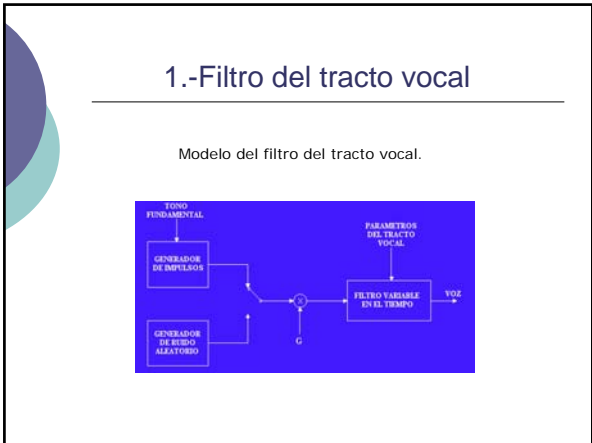 1.-Filtro del tracto vocal
Modelo del filtro del tracto vocal.
TONO
FUNDAMENTAL
GENERADOR
DE IMPULSOS
GENERADOR
DE RUIDO
ALEATORIO
X
G
PARAMETROS
DEL TRACTO
VOCAL
FILTRO VARIABLE
EN EL TIEMPO
VOZ